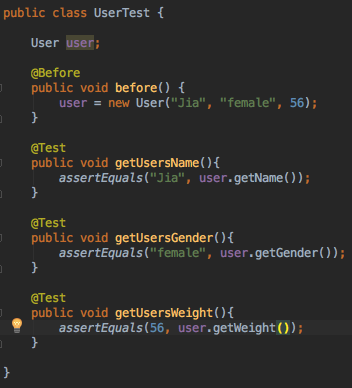 public class UserTest {
User user;
@Before
public void before() {
user = new User("Jia", "female", 56);
}
@Test
public void getUsersName(){
assertEquals("Jia", user.getName());
}
@Test
public void getUsersGender(){
assertEquals("female", user.getGender());
}
@Test
public void getUsersWeight(){
assertEquals(56, user.getWeight());
}
}